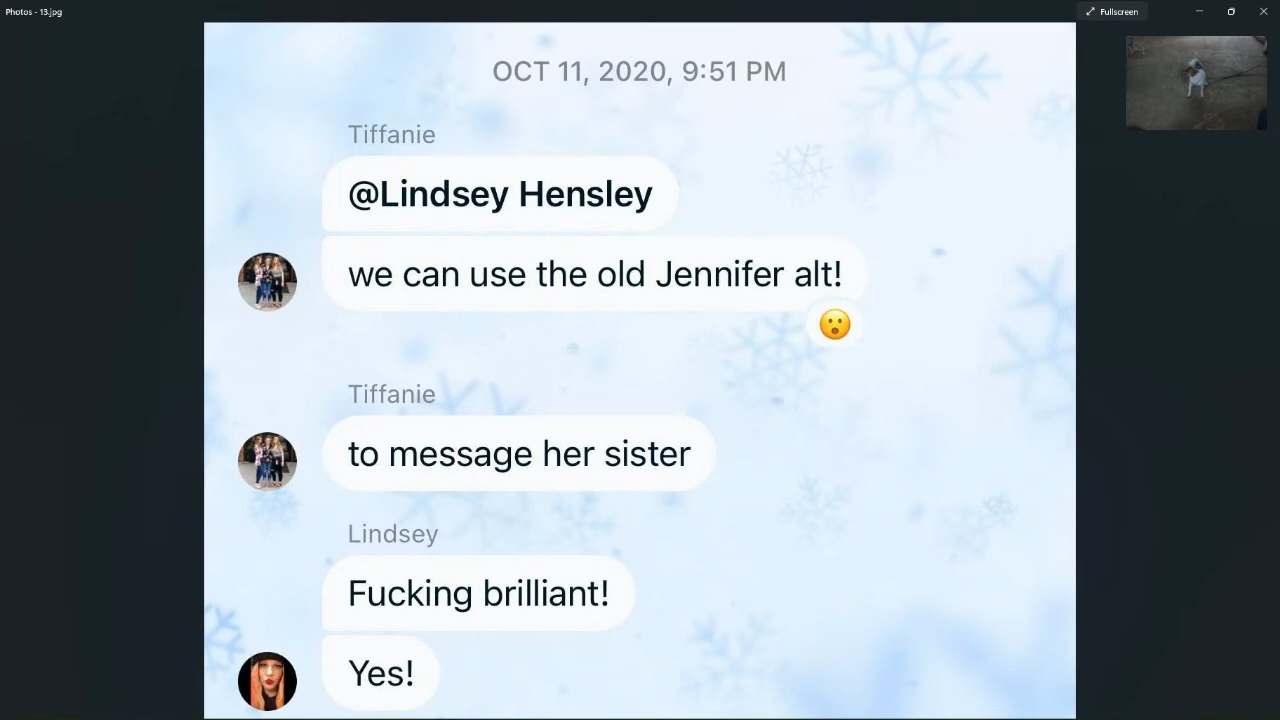 Photos - 13.jpg
Fullscreen
OCT 11, 2020, 9:51 PM
Tiffanie
@Lindsey Hensley
we can use the old Jennifer alt!
Tiffanie
to message her sister
Lindsey
Fucking brilliant!
Yes!